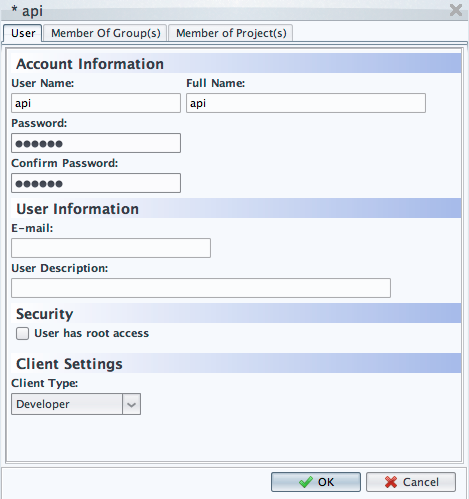 * api
User Member Of Group(s) Member of Project(s)
Account Information
User Name: Full Name:
api api
Password:
●●●●●●
Confirm Password:
●●●●●●
User Information
E-mail:
User Description:
Security
User has root access
Client Settings
Client Type:
Developer
OK Cancel